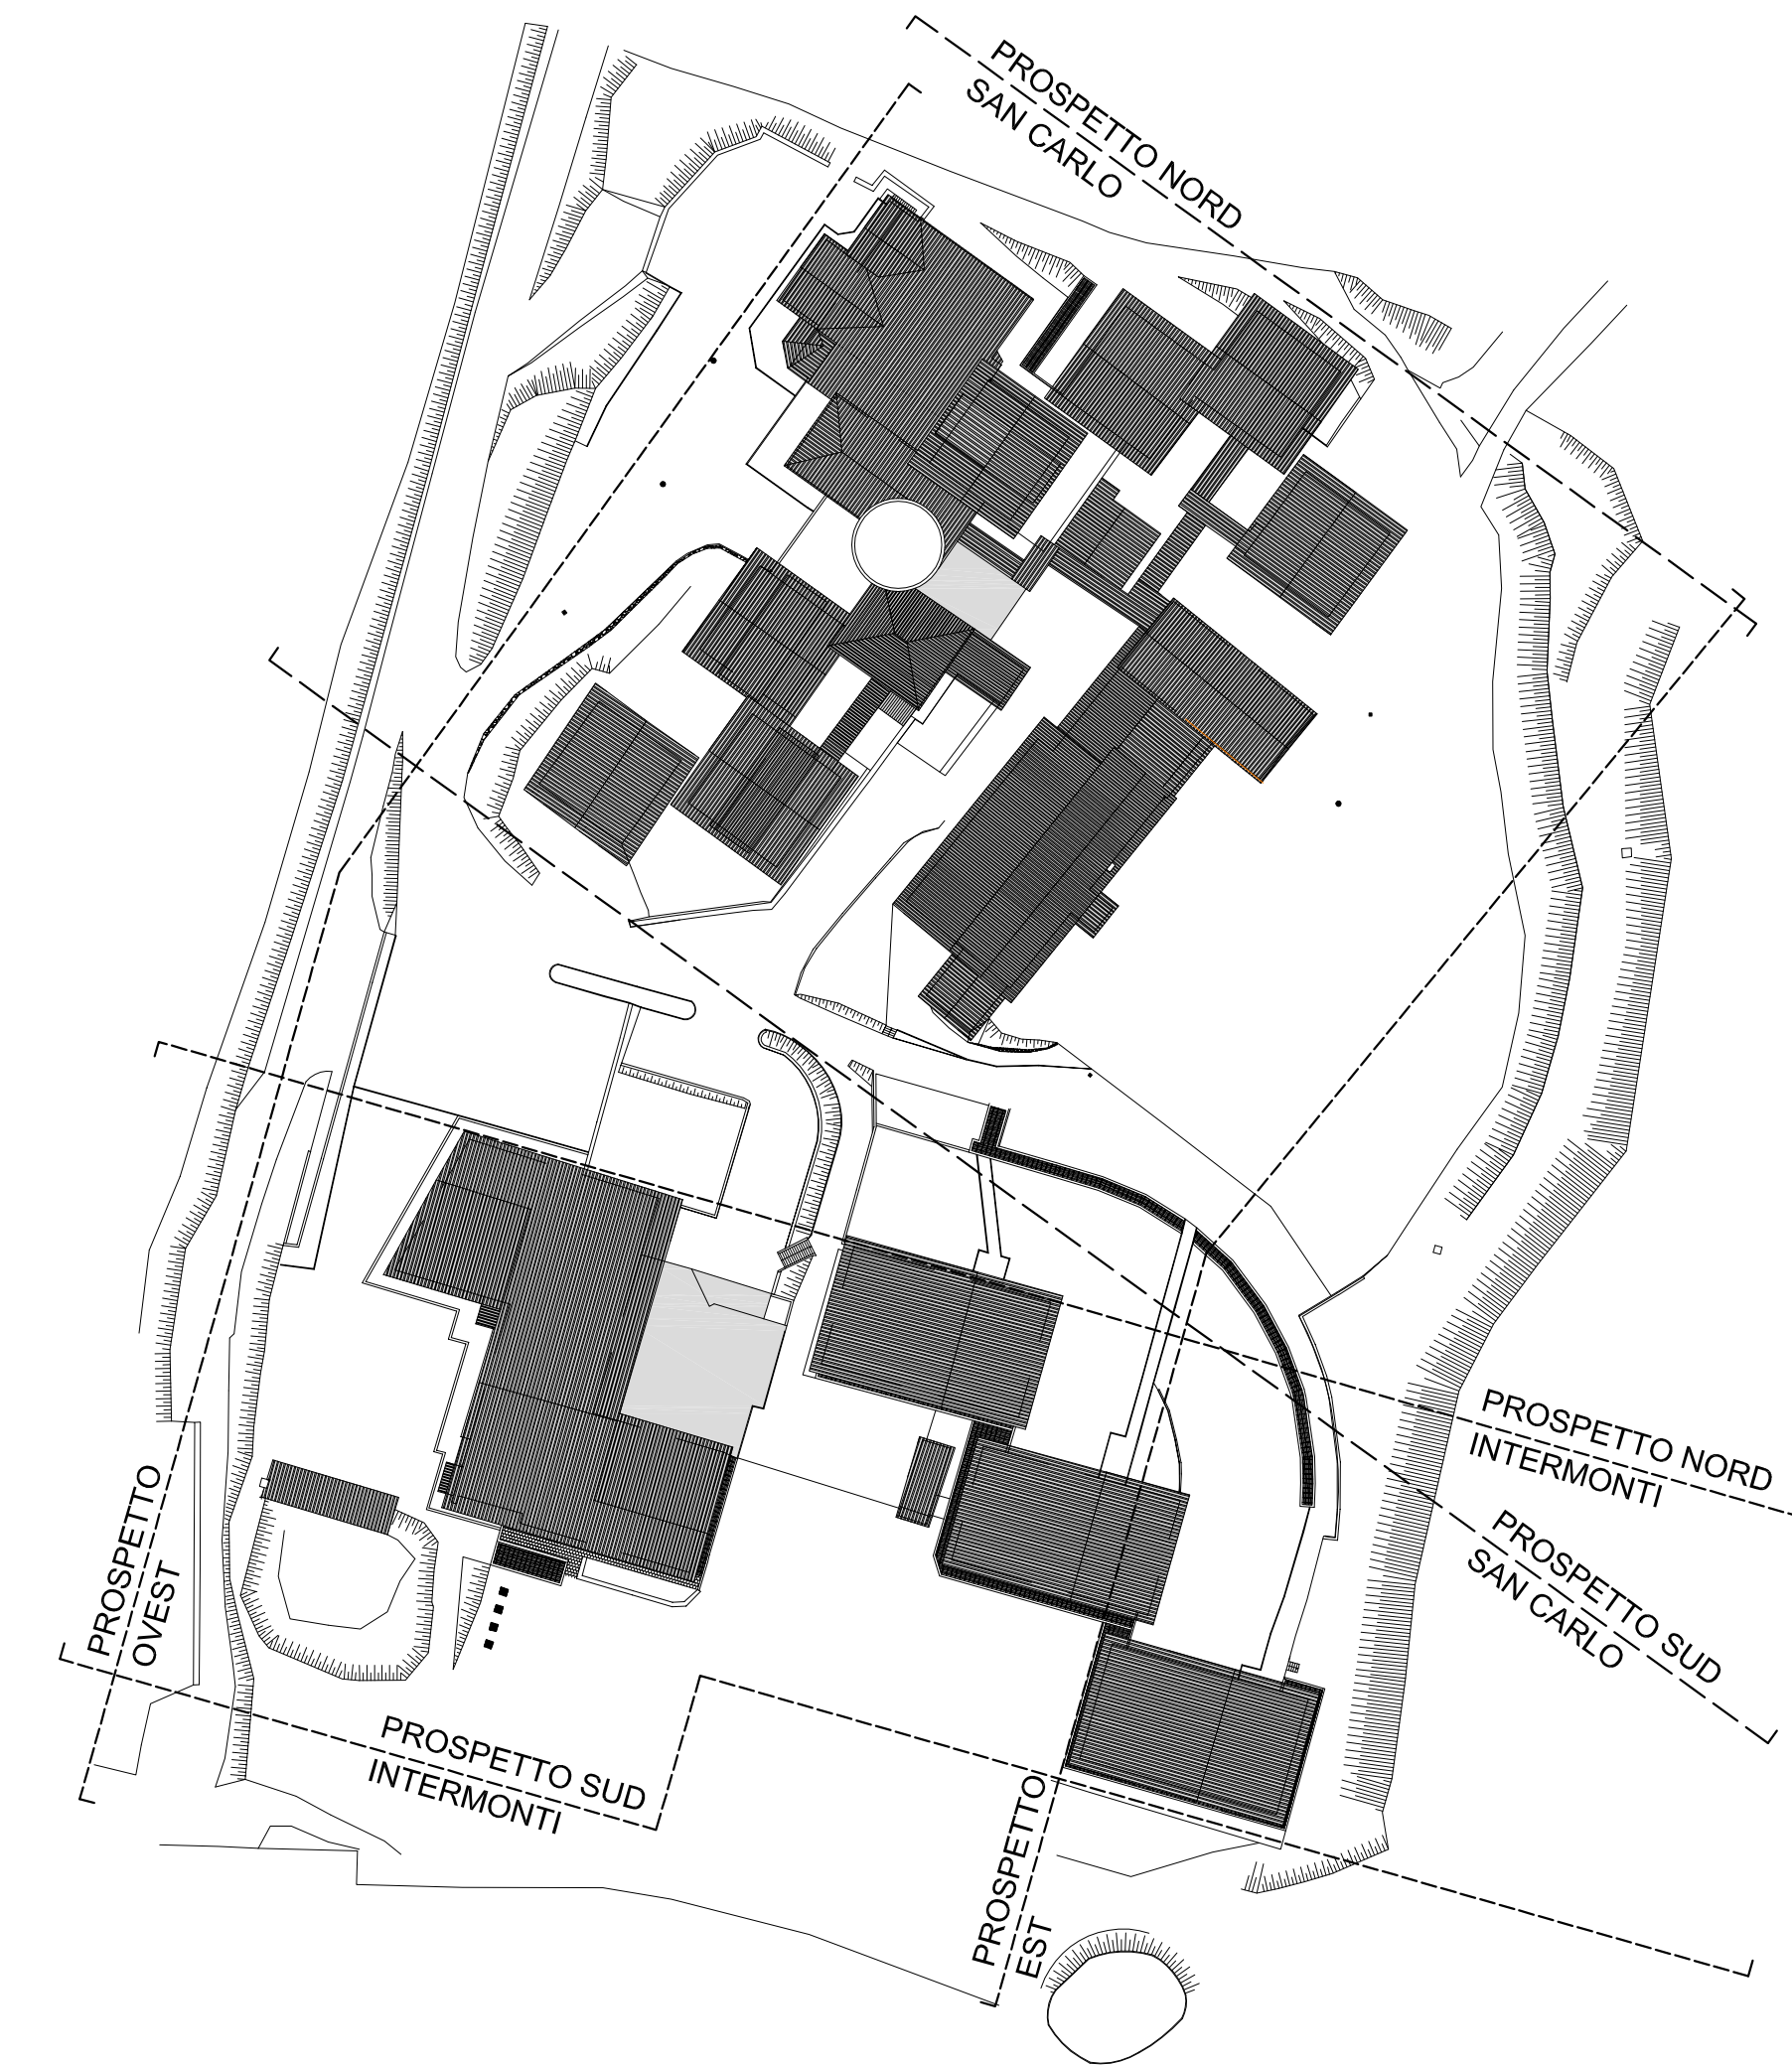 PROSPETTO NORD
SAN CARLO
PROSPETTO NORD
INTERMONTI
PROSPETTO SUD
SAN CARLO
PROSPETTO
OVEST
PROSPETTO SUD
INTERMONTI
PROSPETTO
EST